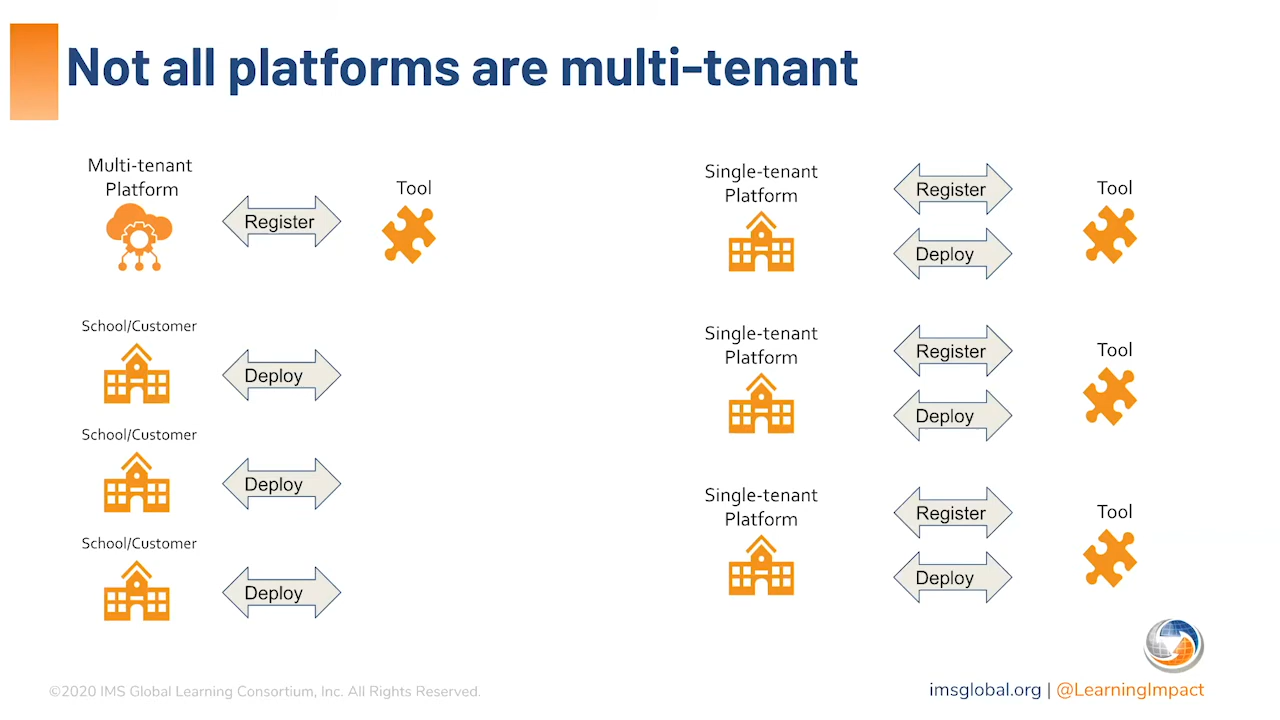 Not all platforms are multi-tenant
Multi-tenant
Platform
Register
Tool
School/Customer
Deploy
School/Customer
Deploy
School/Customer
Deploy
Single-tenant
Platform
Register
Deploy
Tool
Single-tenant
Platform
Register
Deploy
Tool
Single-tenant
Platform
Register
Deploy
Tool
©2020 IMS Global Learning Consortium, Inc. All Rights Reserved.
imsglobal.org | @LearningImpact